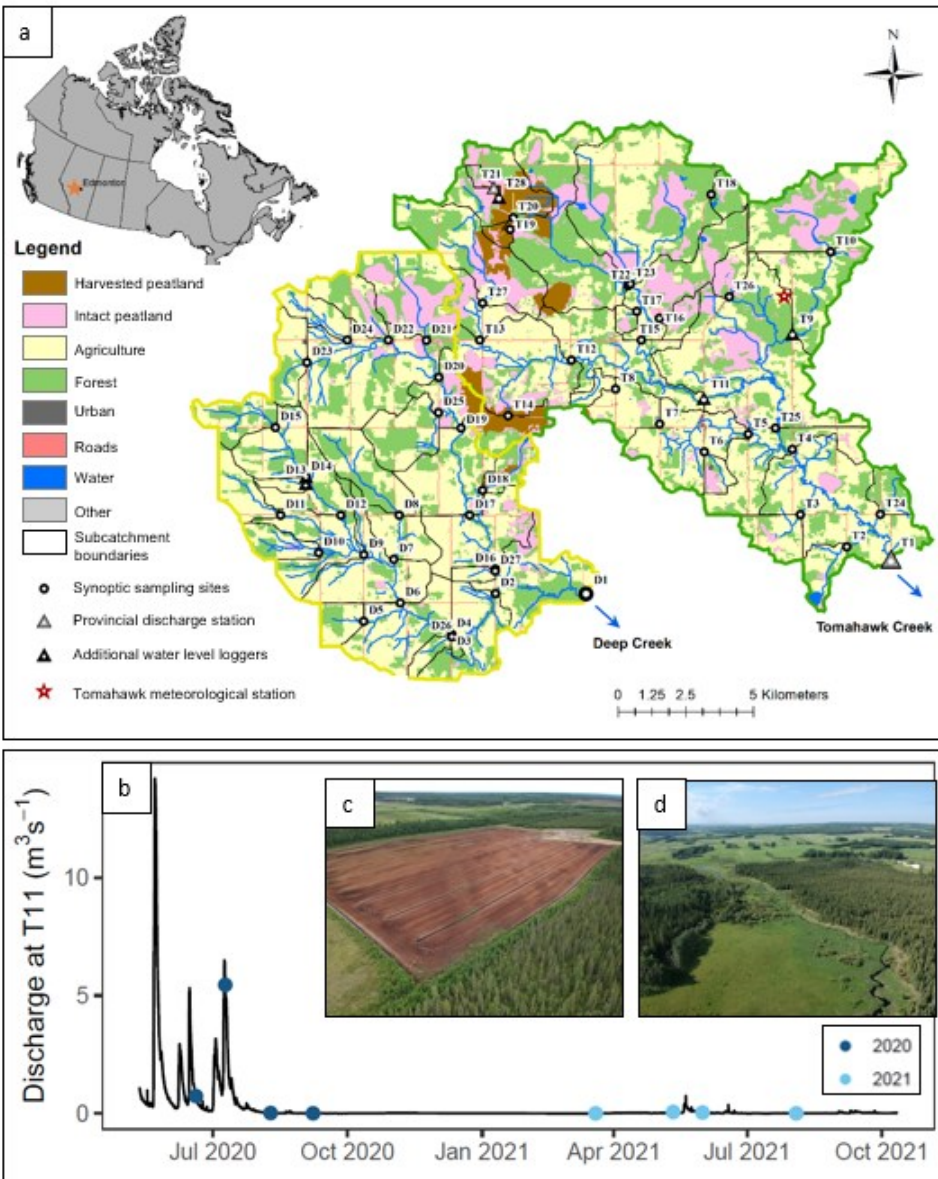 a
N
Edmonton
Legend
Harvested peatland
Intact peatland
Agriculture
Forest
Urban
Roads
Water
Other
Subcatchment
boundaries
Synoptic sampling sites
Provincial discharge station
Additional water level loggers
Tomahawk meteorological station
T21
T28
T20
T19
T18
T10
T22 T23
T26
T27
T17
T16
T9
T13
T15
D24
D22
D21
T12
D23
D20
T8
T11
D25
T14
D15
D19
T7
T5
T25
T6
T4
D13
D14
D18
D11
D12
D8
D17
T3
T24
T2
T1
D10
D9
D7
D16
D27
D2
D1
D6
D5
D26
D4
D3
Deep Creek
Tomahawk Creek
0 1.25 2.5 5 Kilometers
b
c
d
Discharge at T11 (m³s⁻¹)
10
5
0
2020
2021
Jul 2020
Oct 2020
Jan 2021
Apr 2021
Jul 2021
Oct 2021